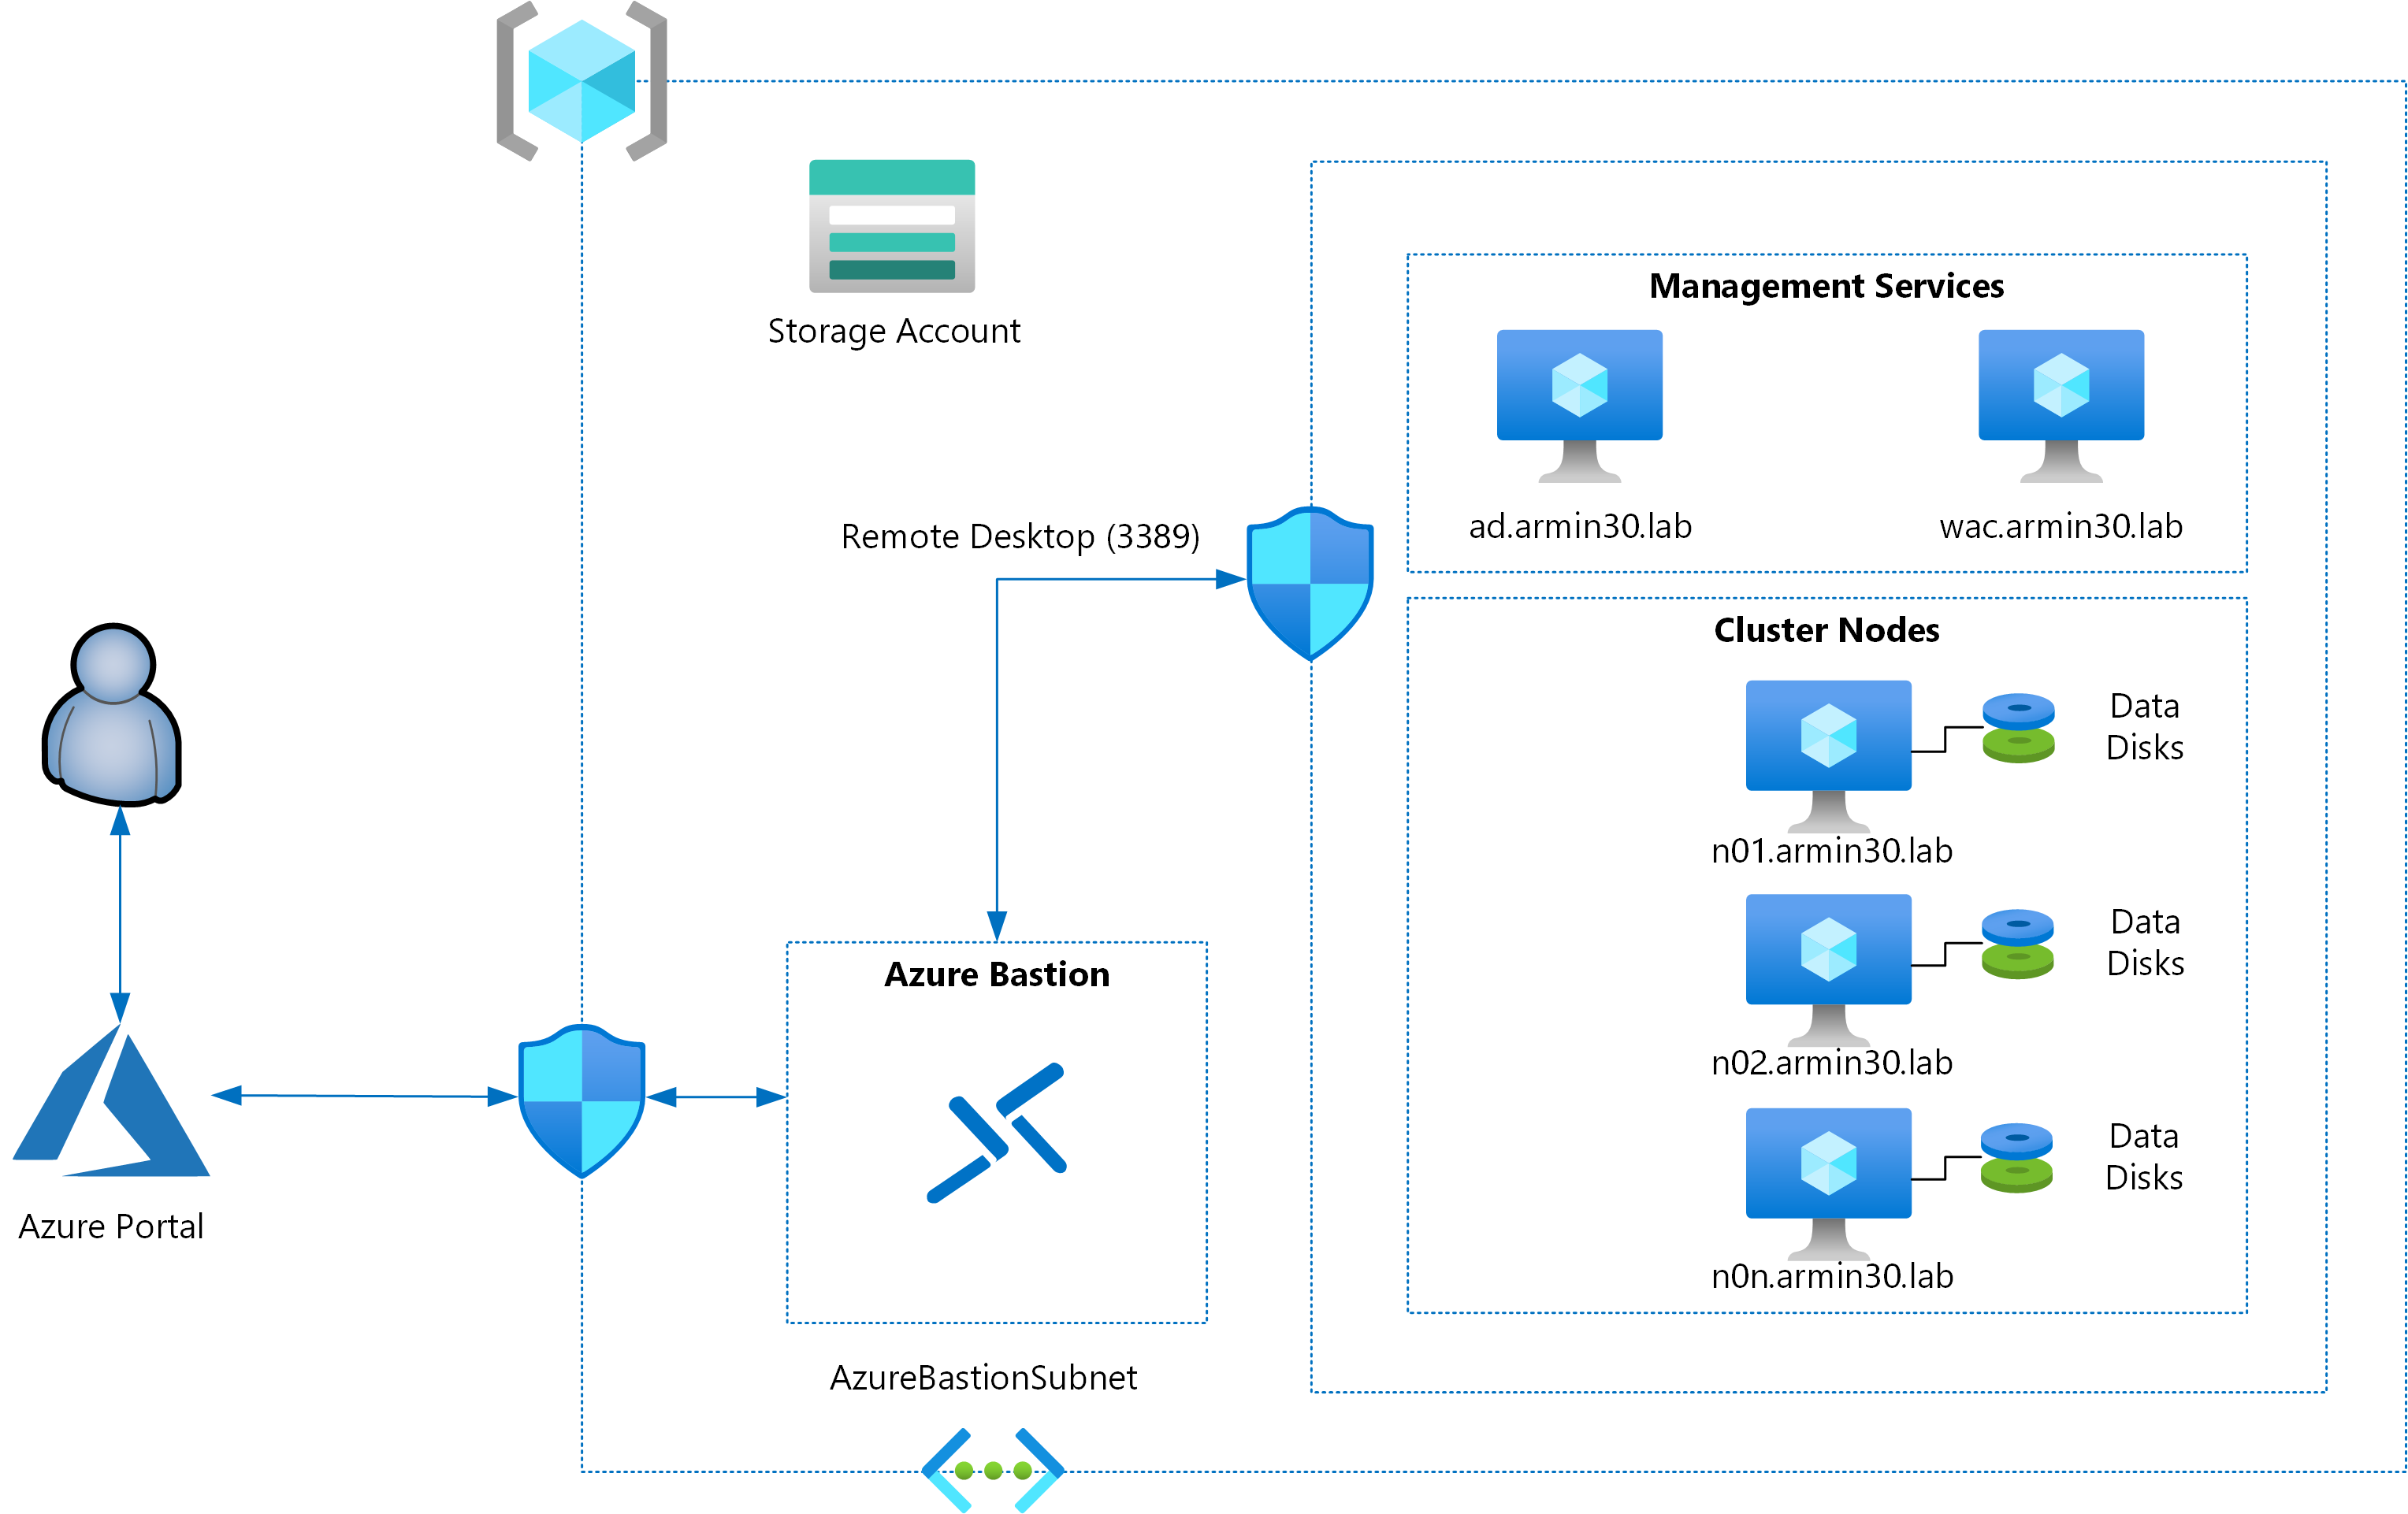 Storage Account
Management Services
ad.armin30.lab
wac.armin30.lab
Remote Desktop (3389)
Cluster Nodes
Data
Disks
n01.armin30.lab
Data
Disks
n02.armin30.lab
Data
Disks
n0n.armin30.lab
Azure Bastion
Azure Portal
AzureBastionSubnet